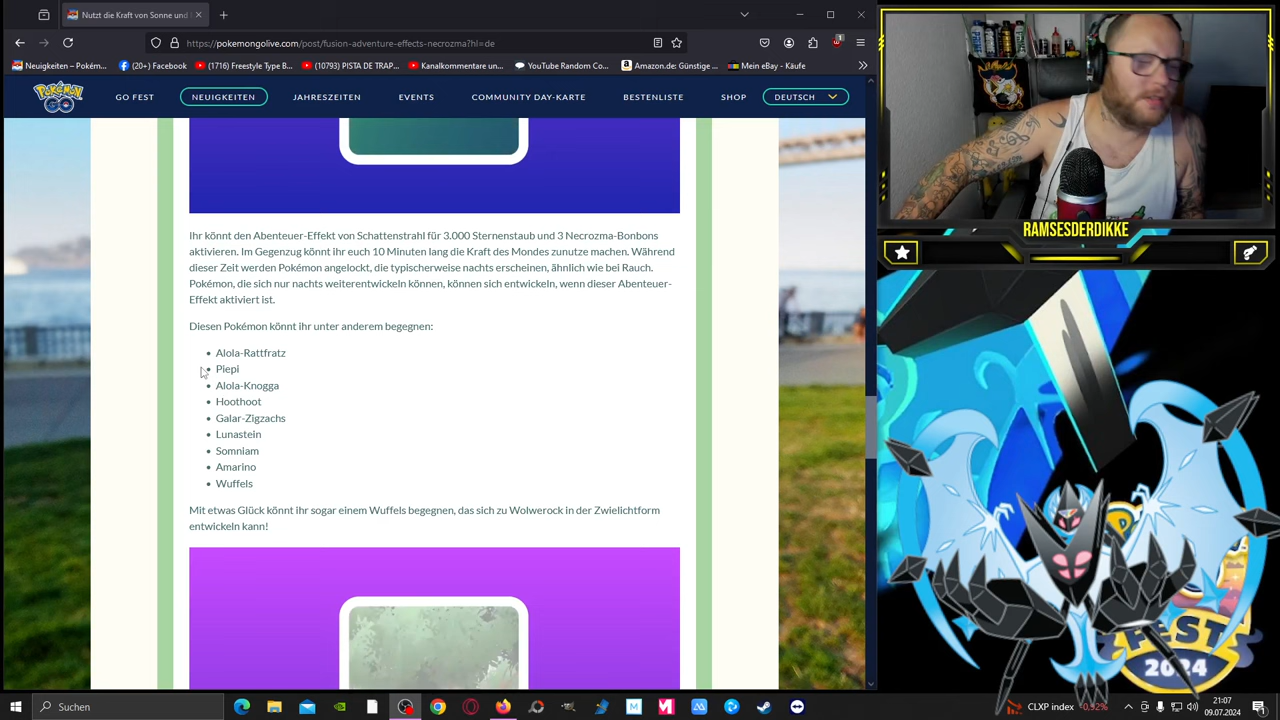 Nutzt die Kraft von Sonne und
https://pokemongolive.com/post/fusion-adventure-effects-necrozma?hl=de
Neuigkeiten – Pokém...
(20+) Facebook
(1716) Freestyle Type B...
(1073) PISTA DE TRAP...
Kanalkommentare un...
YouTube Random Co...
Amazon.de: Günstige ...
Mein eBay - Käufe
POKÉMON GO
GO FEST
NEUIGKEITEN
JAHRESZEITEN
EVENTS
COMMUNITY DAY-KARTE
BESTENLISTE
SHOP
DEUTSCH
Ihr könnt den Abenteuer-Effekt von Schattenstrahl für 3.000 Sternenstaub und 3 Necrozma-Bonbons
aktivieren. Im Gegenzug könnt ihr euch 10 Minuten lang die Kraft des Mondes zunutze machen. Während
dieser Zeit werden Pokémon angelockt, die typischerweise nachts erscheinen, ähnlich wie bei Rauch.
Pokémon, die sich nur nachts weiterentwickeln können, können sich entwickeln, wenn dieser Abenteuer-
Effekt aktiviert ist.
Diesen Pokémon könnt ihr unter anderem begegnen:
• Alola-Rattfratz
• Piepi
• Alola-Knogga
• Hoothoot
• Galar-Zigzachs
• Lunastein
• Somniam
• Amarino
• Wuffels
Mit etwas Glück könnt ihr sogar einem Wuffels begegnen, das sich zu Wolwerock in der Zwielichtform
entwickeln kann!
RAMSESDERDIKKE
FEST
2024
Suchen
CLXP index -0,92%
21:07
09.07.2024